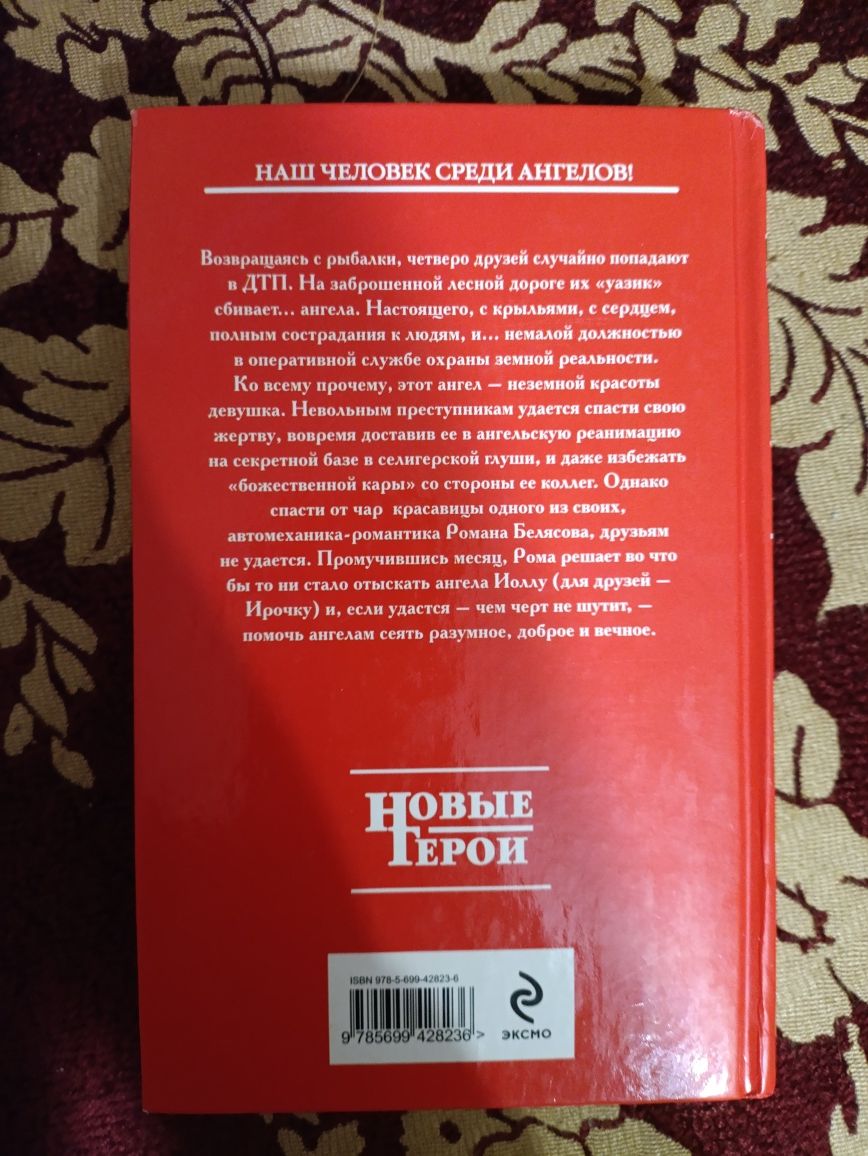 НАШ ЧЕЛОВЕК СРЕДИ АНГЕЛОВ!
Возвращаясь с рыбалки, четверо друзей случайно попадают
в ДТП. На заброшенной лесной дороге их «уазик»
сбивает... ангела. Настоящего, с крыльями, с сердцем,
полным сострадания к людям, и... немалой должностью
в оперативной службе охраны земной реальности.
Ко всему прочему, этот ангел — неземной красоты
девушка. Невольным преступникам удается спасти свою
жертву, вовремя доставив ее в ангельскую реанимацию
на секретной базе в селигерской глуши, и даже избежать
«божественной кары» со стороны ее коллег. Однако
спасти от чар красавицы одного из своих,
автомеханика-романтика Романа Белясова, друзьям
не удается. Промучившись месяц, Рома решает во что
бы то ни стало отыскать ангела Иоллу (для друзей —
Ирочку) и, если удастся — чем черт не шутит, —
помочь ангелам сеять разумное, доброе и вечное.
НОВЫЕ
ГЕРОИ
ISBN 978-5-699-42823-6
9 785699 428236 >
ЭКСМО